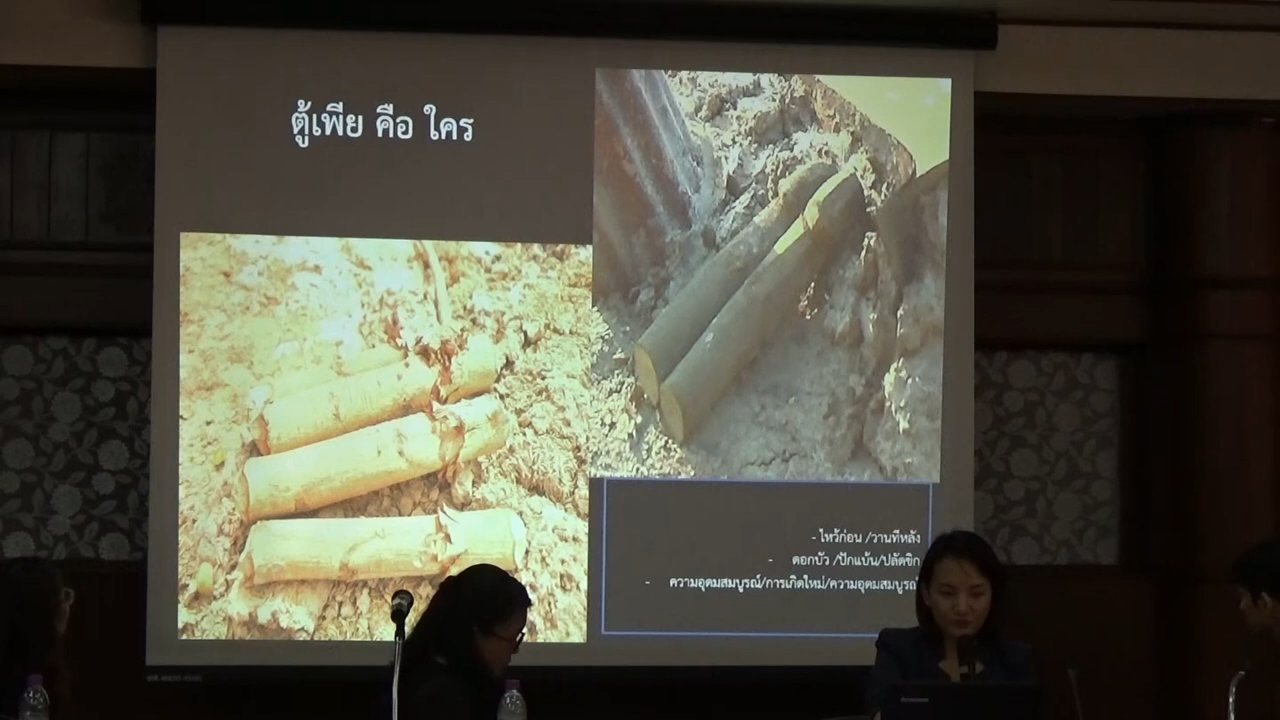 ตู้เพีย คือ ใคร
- ไหว้ก่อน /วานทีหลัง
- ดอกบัว /ปักแบ้น/ปลัดขิก
- ความอุดมสมบูรณ์/การเกิดใหม่/ความอุดมสมบูรณ์